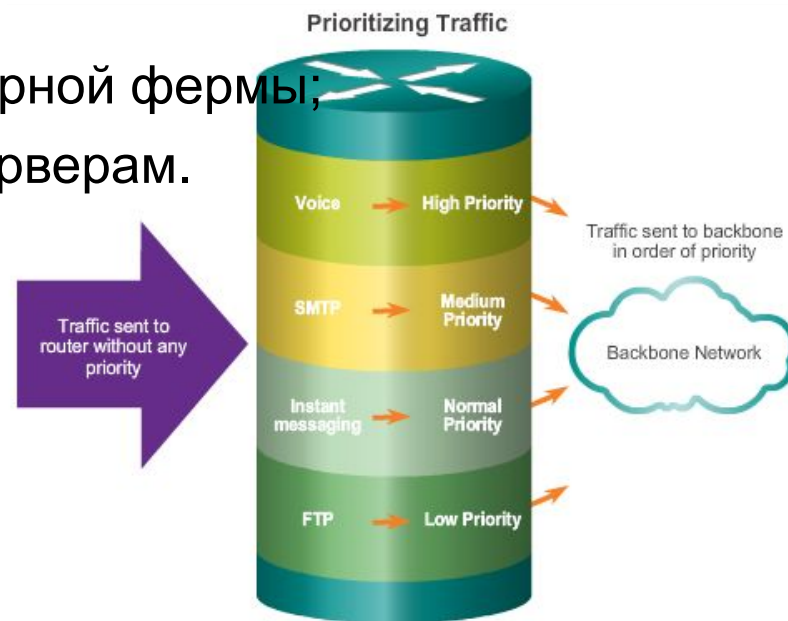 Prioritizing Traffic
рной фермы;
рверам.
Voice
High Priority
Traffic sent to backbone
in order of priority
SMTP
Medium
Priority
Traffic sent to
router without any
priority
Backbone Network
Instant
messaging
Normal
Priority
FTP
Low Priority